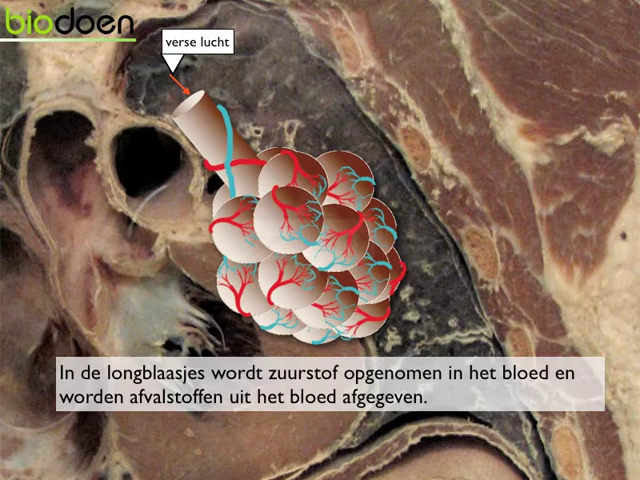 biodoen
verse lucht
In de longblaasjes wordt zuurstof opgenomen in het bloed en
worden afvalstoffen uit het bloed afgegeven.